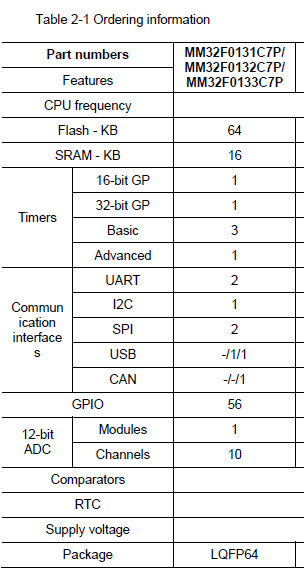 Table 2-1 Ordering information
Part numbers
MM32F0131C7P/
MM32F0132C7P/
MM32F0133C7P
Features
CPU frequency
Flash - KB 64
SRAM - KB 16
Timers
16-bit GP 1
32-bit GP 1
Basic 3
Advanced 1
Commun
ication
interface
s
UART 2
I2C 1
SPI 2
USB -/1/1
CAN -/-/1
GPIO 56
12-bit
ADC
Modules 1
Channels 10
Comparators
RTC
Supply voltage
Package LQFP64